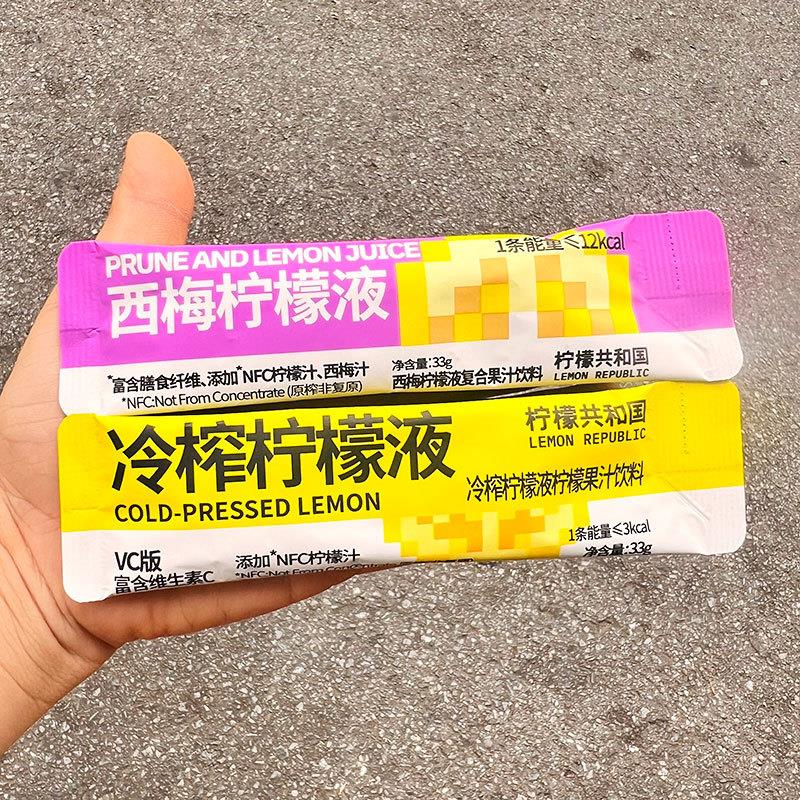 PRUNE AND LEMON JUICE
1条能量≤12kcal
西梅柠檬液
*富含膳食纤维、添加*NFC柠檬汁、西梅汁
*NFC:Not From Concentrate (原榨非复原)
净含量:33g
西梅柠檬液复合果汁饮料
柠檬共和国
LEMON REPUBLIC
冷榨柠檬液
COLD-PRESSED LEMON
柠檬共和国
LEMON REPUBLIC
冷榨柠檬液柠檬果汁饮料
VC版
富含维生素C
添加*NFC柠檬汁
*NFC:Not From Concentrate
1条能量≤3kcal
净含量:33g